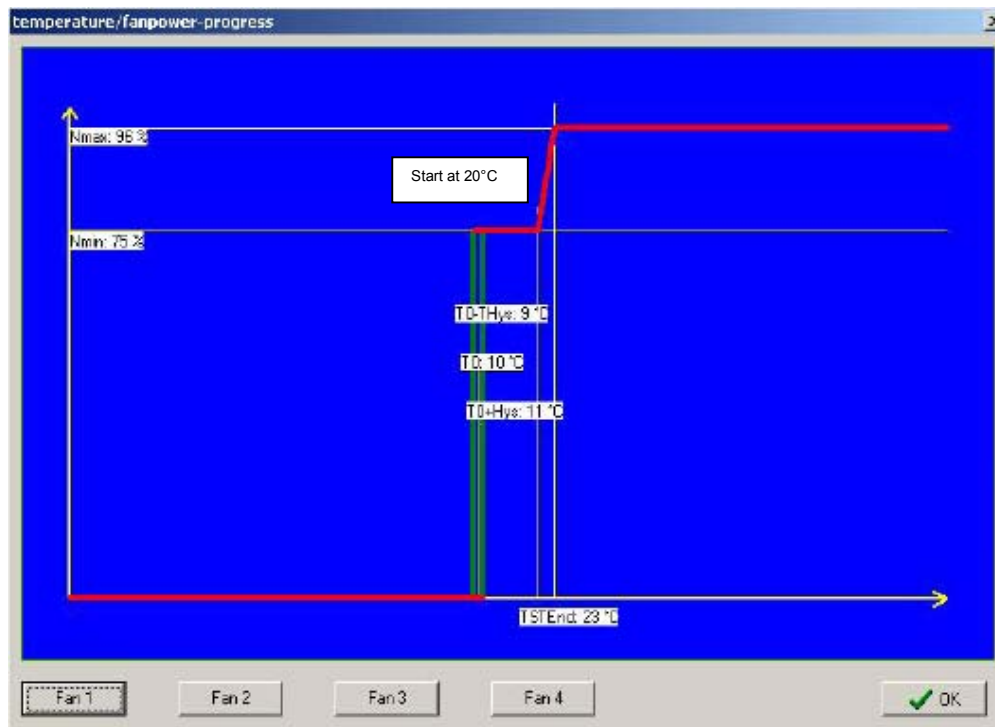 temperature/fanpower-progress
Nmax: 96 %
Start at 20°C
Nmin: 75 %
T0-THys: 9 °C
T0: 10 °C
T0+Hys: 11 °C
TSTEnd: 23 °C
Fan 1
Fan 2
Fan 3
Fan 4
OK